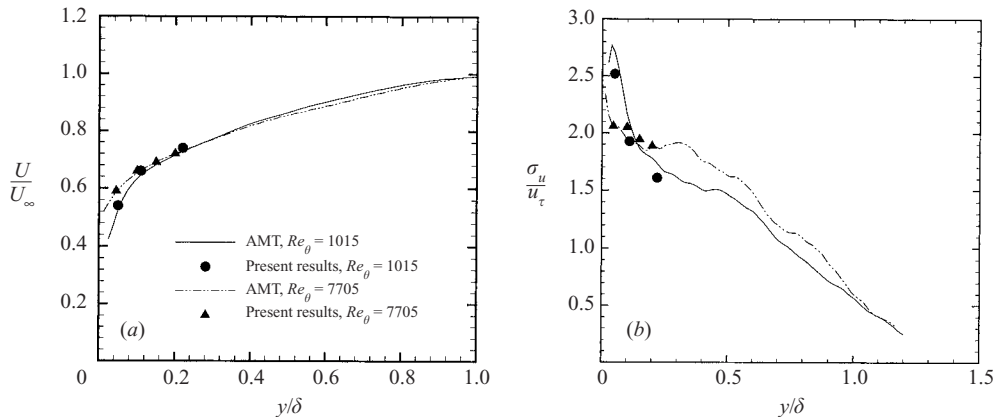 1.2
1.0
0.8
0.6
0.4
0.2
0
U
U∞
AMT, Reθ = 1015
Present results, Reθ = 1015
AMT, Reθ = 7705
Present results, Reθ = 7705
(a)
0 0.2 0.4 0.6 0.8 1.0
y/δ
3.0
2.5
2.0
1.5
1.0
0.5
σu
uτ
(b)
0 0.5 1.0 1.5
y/δ